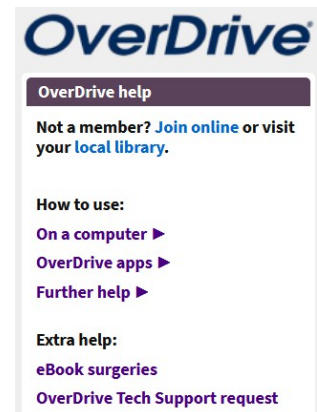 OverDrive®
OverDrive help
Not a member? Join online or visit
your local library.
How to use:
On a computer ►
OverDrive apps ►
Further help ►
Extra help:
eBook surgeries
OverDrive Tech Support request